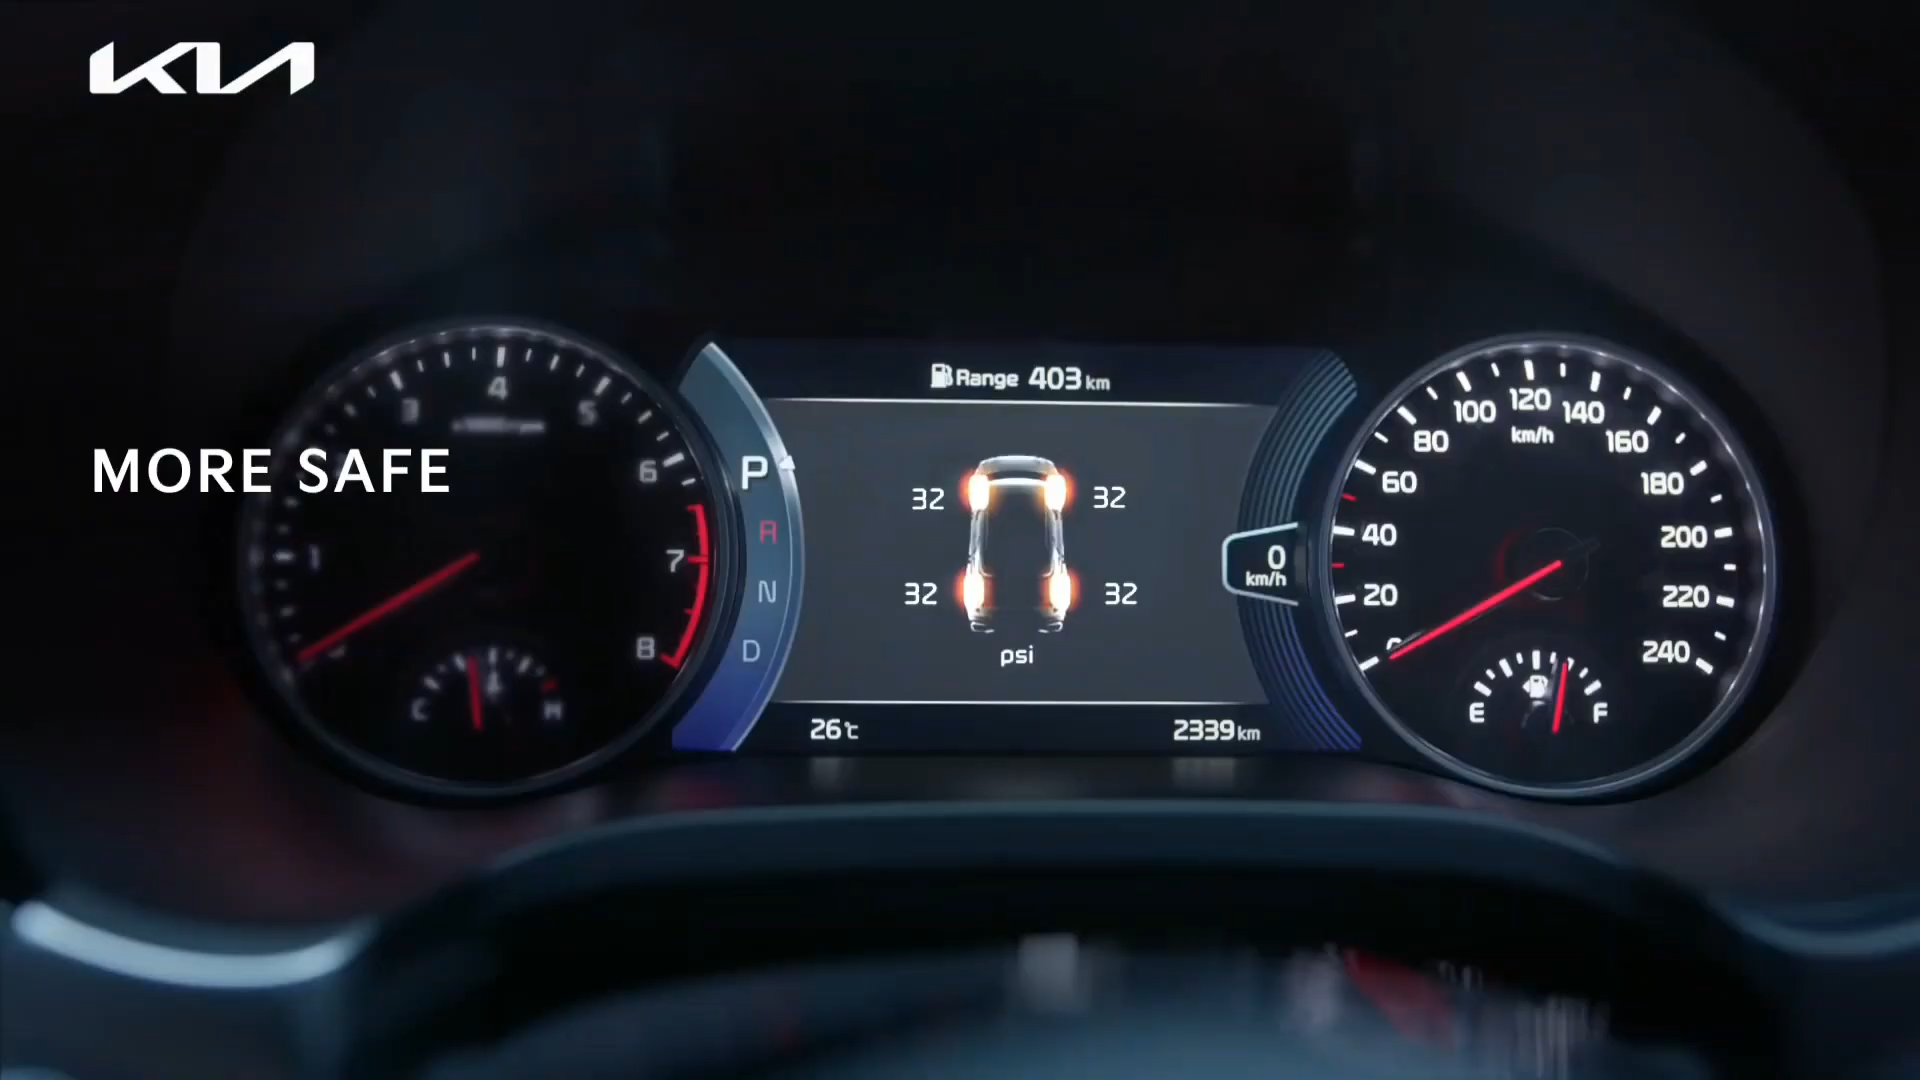 KIA
MORE SAFE
Range 403 km
32 32
32 32
psi
26℃ 2339 km
P
R
N
D
0
km/h
1
3
4
5
6
7
8
C H
0
20
40
60
80
100
120
140
160
180
200
220
240
km/h
E F